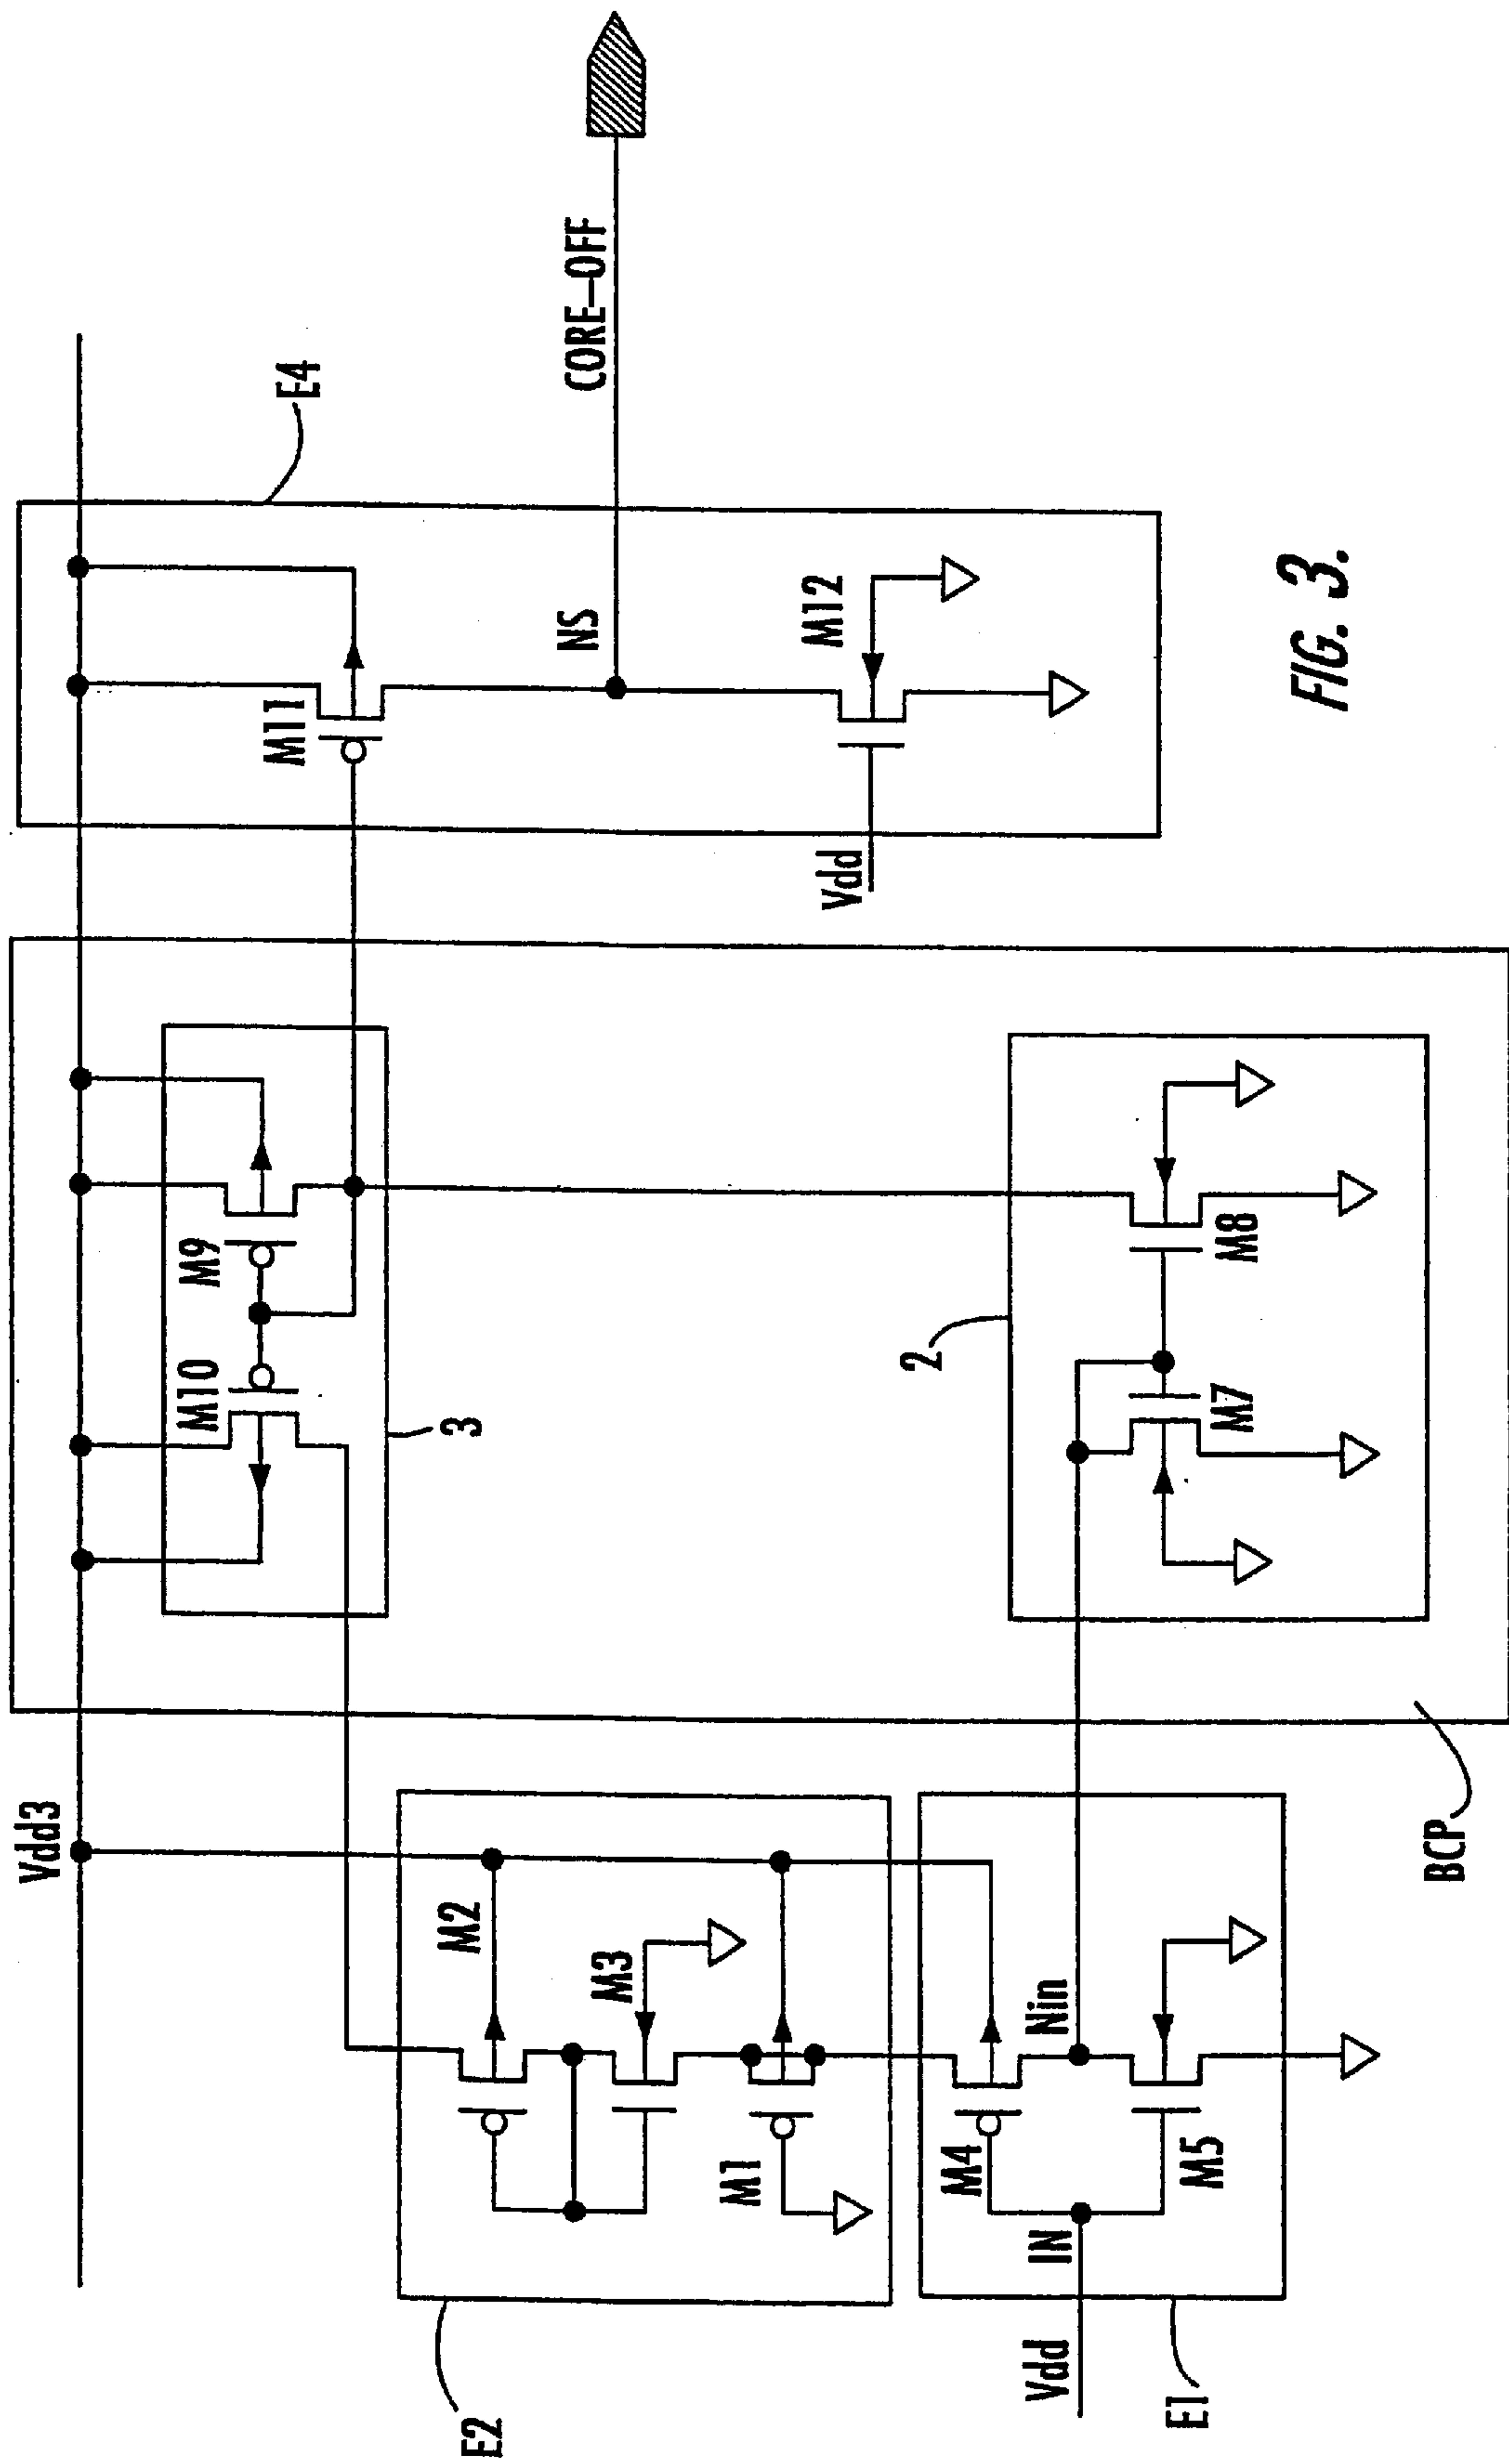 Vdd3
E2
M2
M3
M1
E1
M4
Nin
IN
Vdd
M5
BCP
3
M10
M9
2
M7
M8
E4
M11
NS
CORE-OFF
M12
Vdd
FIG. 3.